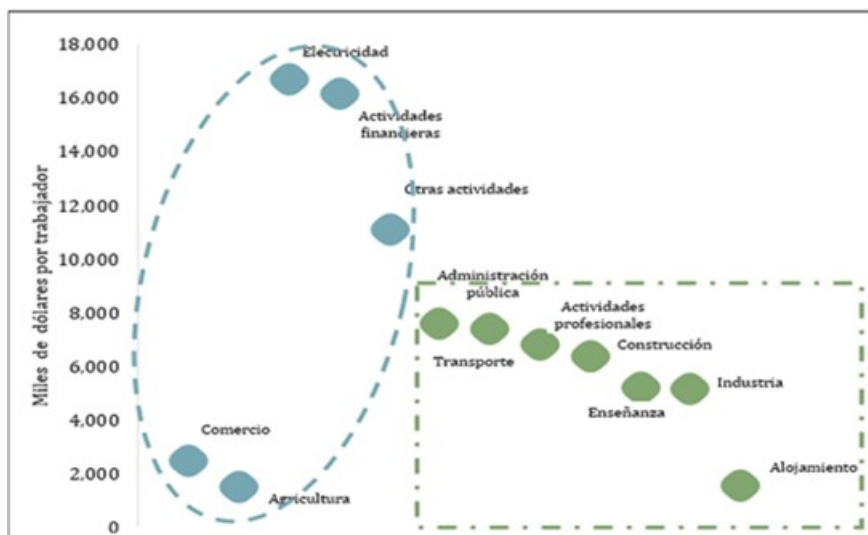 Miles de dólares por trabajador
18.000
16.000
14.000
12.000
10.000
8.000
6.000
4.000
2.000
0
Electricidad
Actividades
financieras
Otras actividades
Administración
pública
Actividades
profesionales
Transporte
Construcción
Enseñanza
Industria
Comercio
Agricultura
Alojamiento